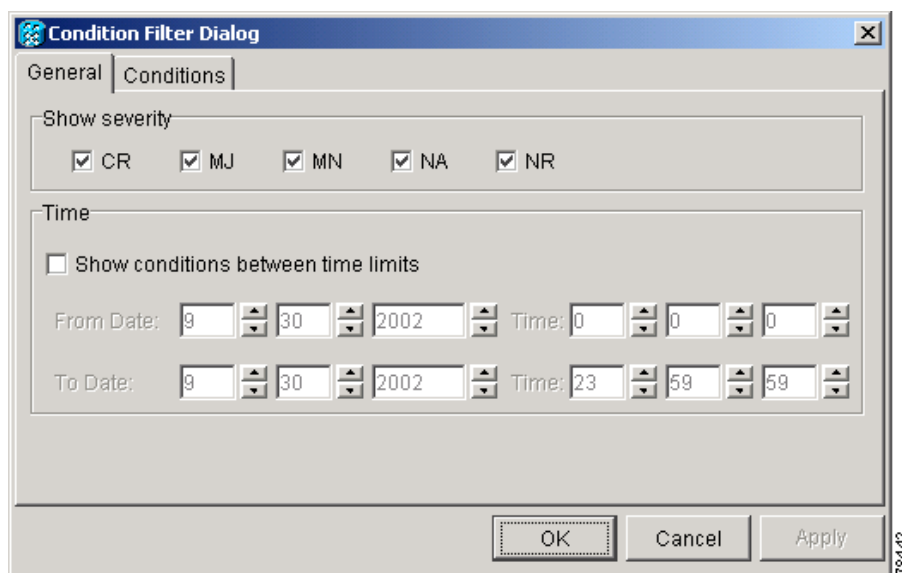 Condition Filter Dialog
General Conditions
Show severity
CR MJ MN NA NR
Time
Show conditions between time limits
From Date: 9 30 2002 Time: 0 0 0
To Date: 9 30 2002 Time: 23 59 59
OK Cancel Apply
78442